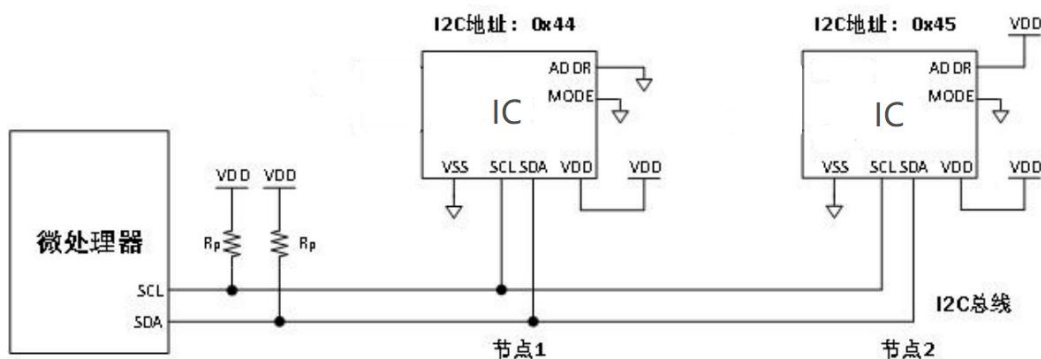 I2C地址：0x44
I2C地址：0x45
VDD
ADDR
ADDR
MODE
MODE
IC
IC
VSS SCL SDA VDD VDD
VSS SCL SDA VDD VDD
VDD VDD
微处理器
Rp Rp
SCL
SDA
I2C总线
节点1
节点2